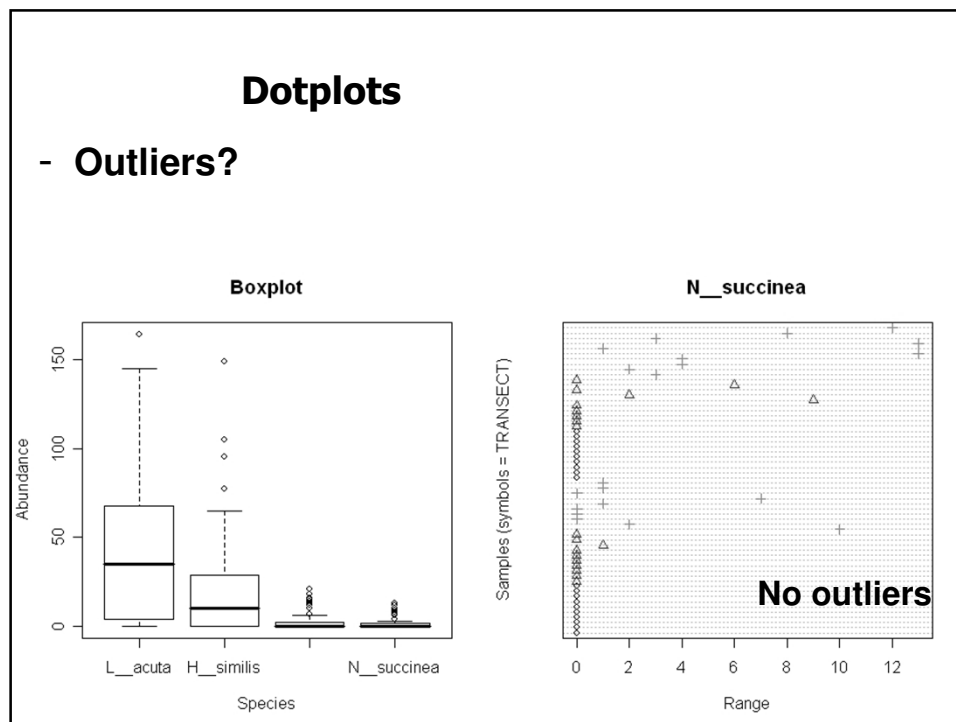 Dotplots
- Outliers?
Boxplot
Abundance
0 50 100 150
L__acuta H__similis N__succinea
Species
N__succinea
Samples (symbols = TRANSECT)
No outliers
0 2 4 6 8 10 12
Range